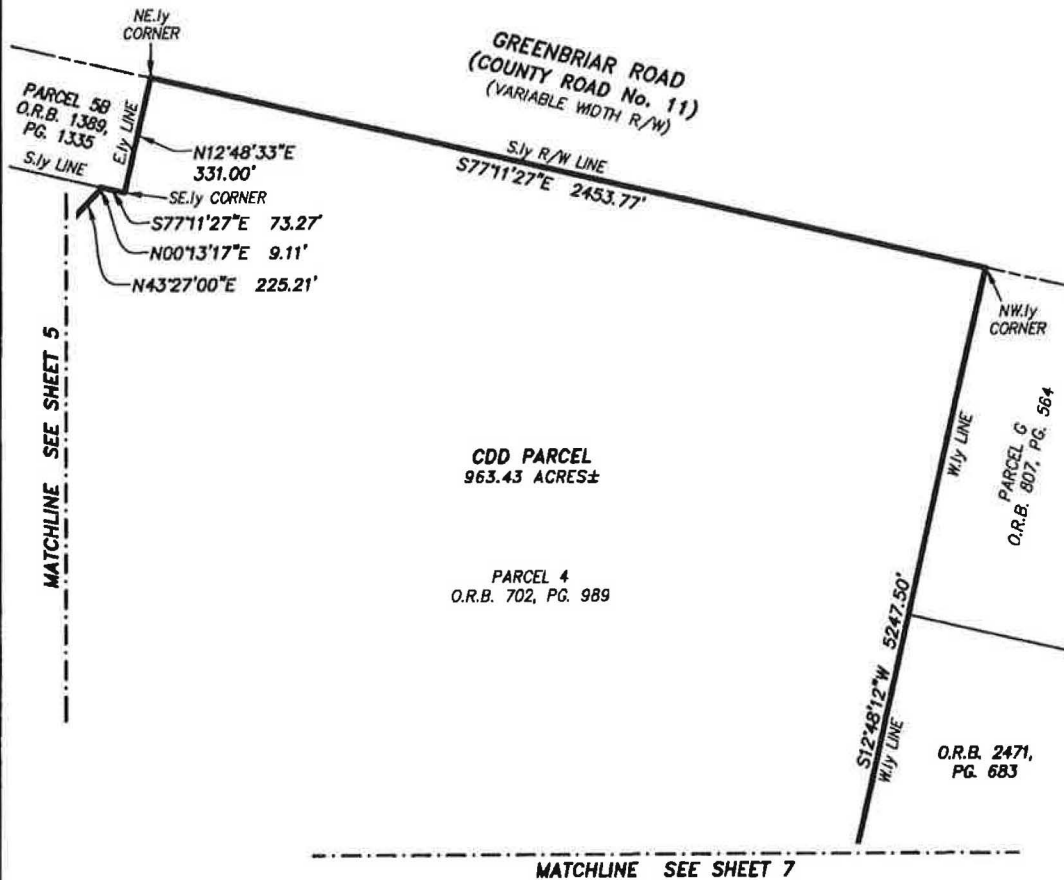 NE.ly
CORNER
GREENBRIAR ROAD
(COUNTY ROAD No. 11)
(VARIABLE WIDTH R/W)
PARCEL 5B
O.R.B. 1389,
PG. 1335
E.ly LINE
S.ly LINE
N12°48'33"E
331.00'
SE.ly CORNER
S77°11'27"E 73.27'
N00°13'17"E 9.11'
N43°27'00"E 225.21'
S.ly R/W LINE
S77°11'27"E 2453.77'
NW.ly
CORNER
MATCHLINE SEE SHEET 5
CDD PARCEL
963.43 ACRES±
PARCEL 4
O.R.B. 702, PG. 989
W.ly LINE
PARCEL G
O.R.B. 807, PG. 564
S12°48'12"W 5247.50'
W.ly LINE
O.R.B. 2471,
PG. 683
MATCHLINE SEE SHEET 7